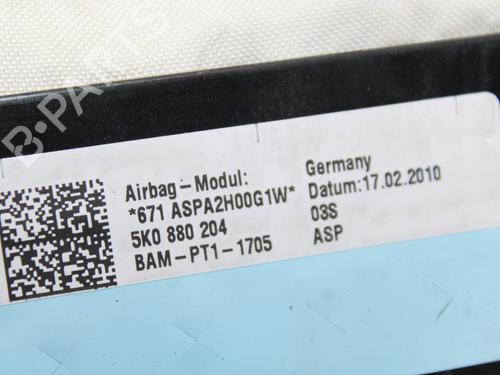 B-PARTS
Airbag-Modul:
*671 ASPA2H00G1W*
5K0 880 204
BAM-PT1-1705
Germany
Datum:17.02.2010
03S
ASP